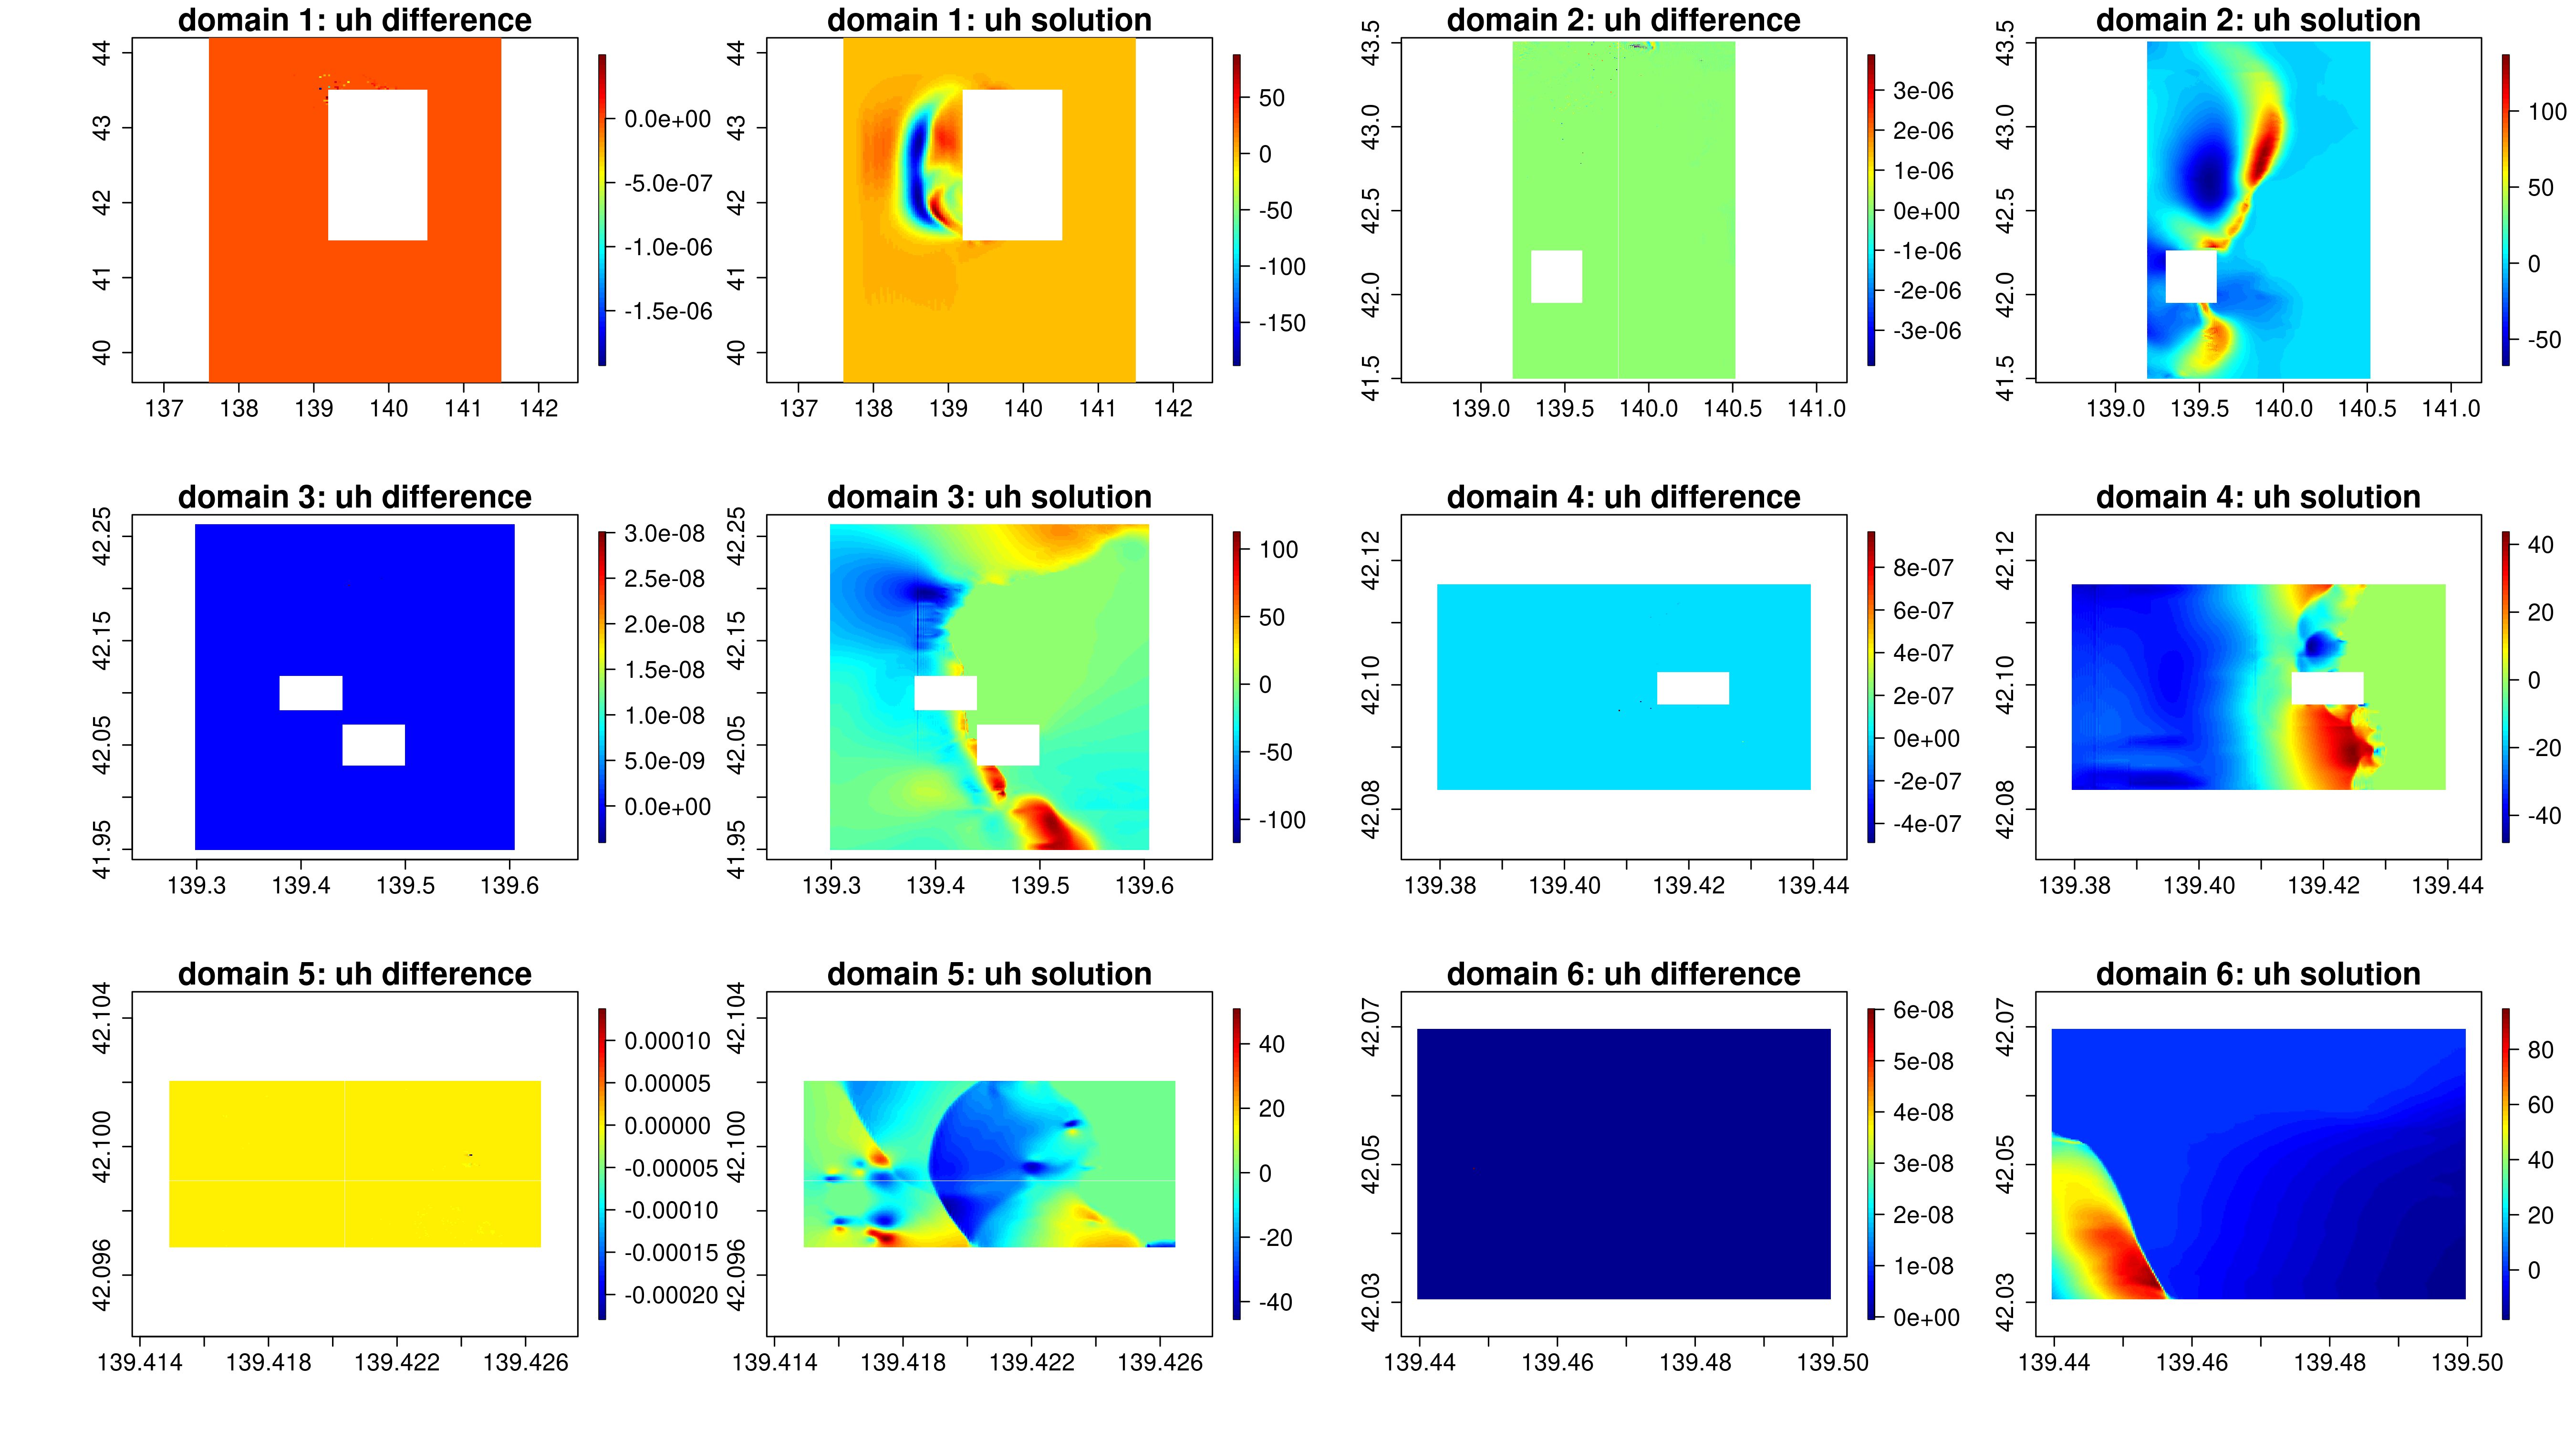 domain 1: uh difference
44
43
42
41
40
137 138 139 140 141 142
0.0e+00
-5.0e-07
-1.0e-06
-1.5e-06
domain 1: uh solution
44
43
42
41
40
137 138 139 140 141 142
50
0
-50
-100
-150
domain 2: uh difference
43.5
43.0
42.5
42.0
41.5
139.0 139.5 140.0 140.5 141.0
3e-06
2e-06
1e-06
0e+00
-1e-06
-2e-06
-3e-06
domain 2: uh solution
43.5
43.0
42.5
42.0
41.5
139.0 139.5 140.0 140.5 141.0
100
50
0
-50
domain 3: uh difference
42.25
42.15
42.05
41.95
139.3 139.4 139.5 139.6
3.0e-08
2.5e-08
2.0e-08
1.5e-08
1.0e-08
5.0e-09
0.0e+00
domain 3: uh solution
42.25
42.15
42.05
41.95
139.3 139.4 139.5 139.6
100
50
0
-50
-100
domain 4: uh difference
42.12
42.10
42.08
139.38 139.40 139.42 139.44
8e-07
6e-07
4e-07
2e-07
0e+00
-2e-07
-4e-07
domain 4: uh solution
42.12
42.10
42.08
139.38 139.40 139.42 139.44
40
20
0
-20
-40
domain 5: uh difference
42.104
42.100
42.096
139.414 139.418 139.422 139.426
0.00010
0.00005
0.00000
-0.00005
-0.00010
-0.00015
-0.00020
domain 5: uh solution
42.104
42.100
42.096
139.414 139.418 139.422 139.426
40
20
0
-20
-40
domain 6: uh difference
42.07
42.05
42.03
139.44 139.46 139.48 139.50
6e-08
5e-08
4e-08
3e-08
2e-08
1e-08
0e+00
domain 6: uh solution
42.07
42.05
42.03
139.44 139.46 139.48 139.50
80
60
40
20
0